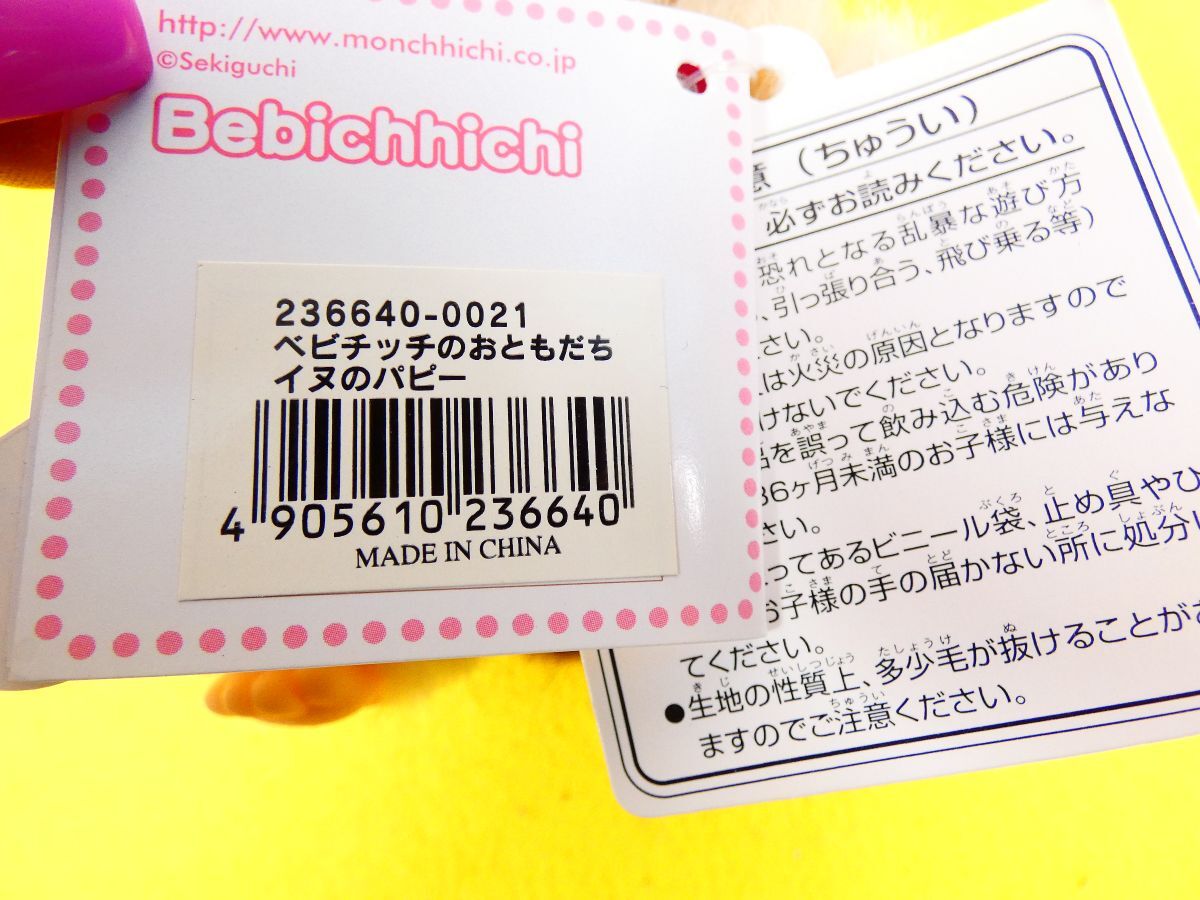 http://www.monchhichi.co.jp
©Sekiguchi
Bebichhichi
236640-0021
ベビチッチのおともだち
イヌのパピー
4 905610 236640
MADE IN CHINA
意（ちゅうい）
必ずお読みください。
恐れとなる乱暴な遊び方
、引っ張り合う、飛び乗る等）
さい。
は火災の原因となりますので
けないでください。
を誤って飲み込む危険があり
36ヶ月未満のお子様には与えな
さい。
ってあるビニール袋、止め具やひ
お子様の手の届かない所に処分
てください。
●生地の性質上、多少毛が抜けることがあ
ますのでご注意ください。